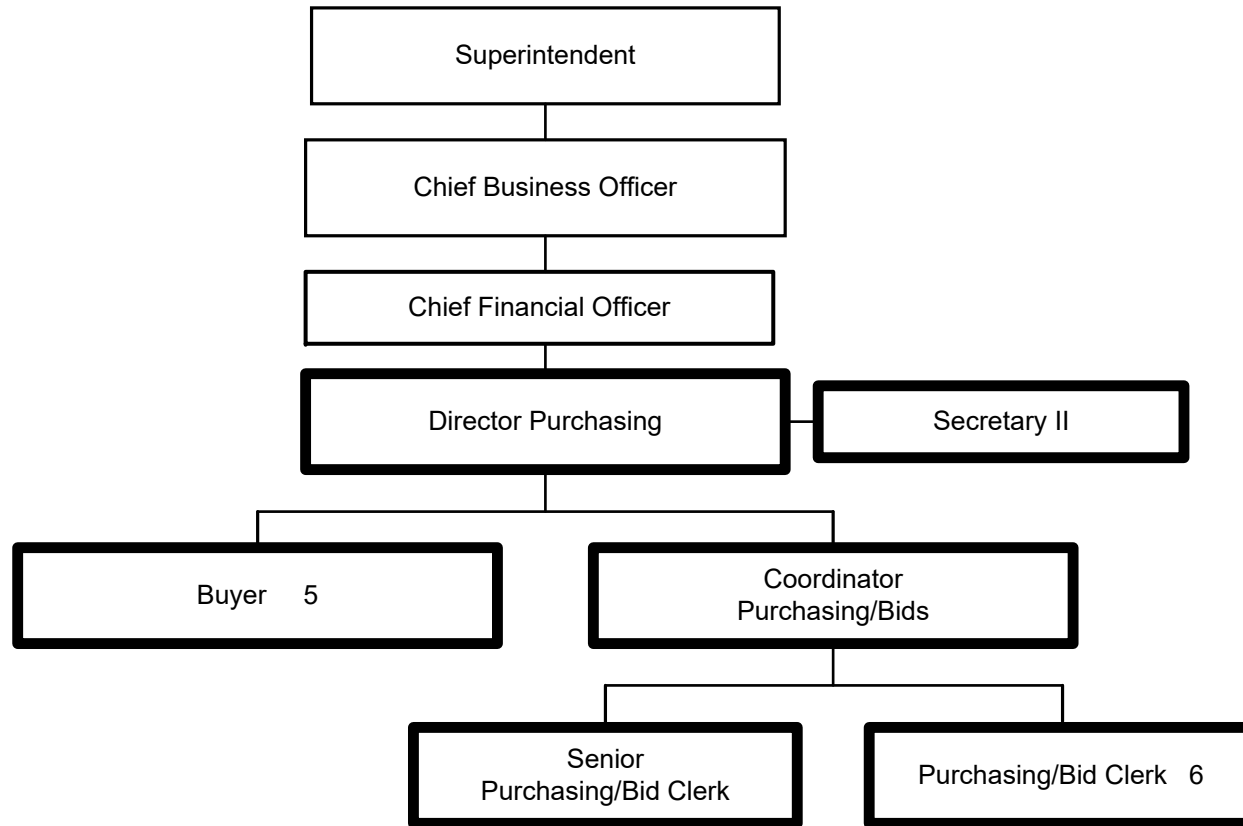 Superintendent
Chief Business Officer
Chief Financial Officer
Director Purchasing
Secretary II
Buyer 5
Coordinator
Purchasing/Bids
Senior
Purchasing/Bid Clerk
Purchasing/Bid Clerk 6